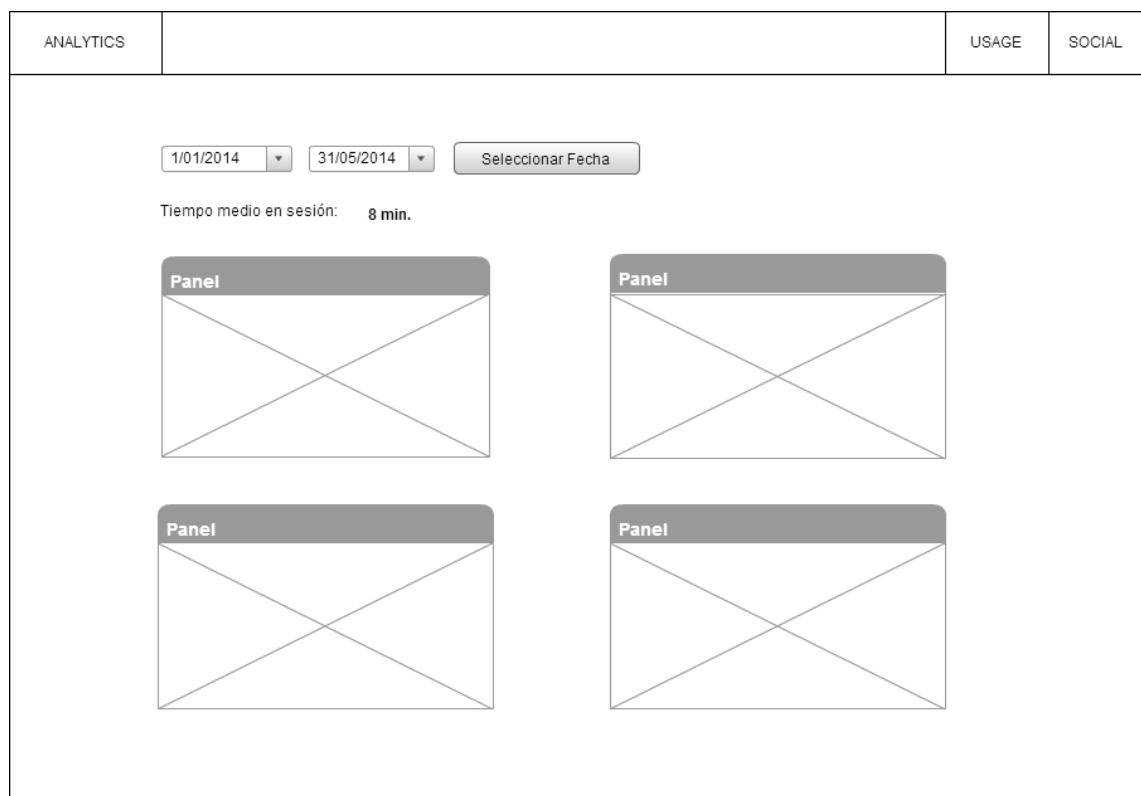 ANALYTICS USAGE SOCIAL
1/01/2014 31/05/2014 Seleccionar Fecha
Tiempo medio en sesión: 8 min.
Panel Panel
Panel Panel